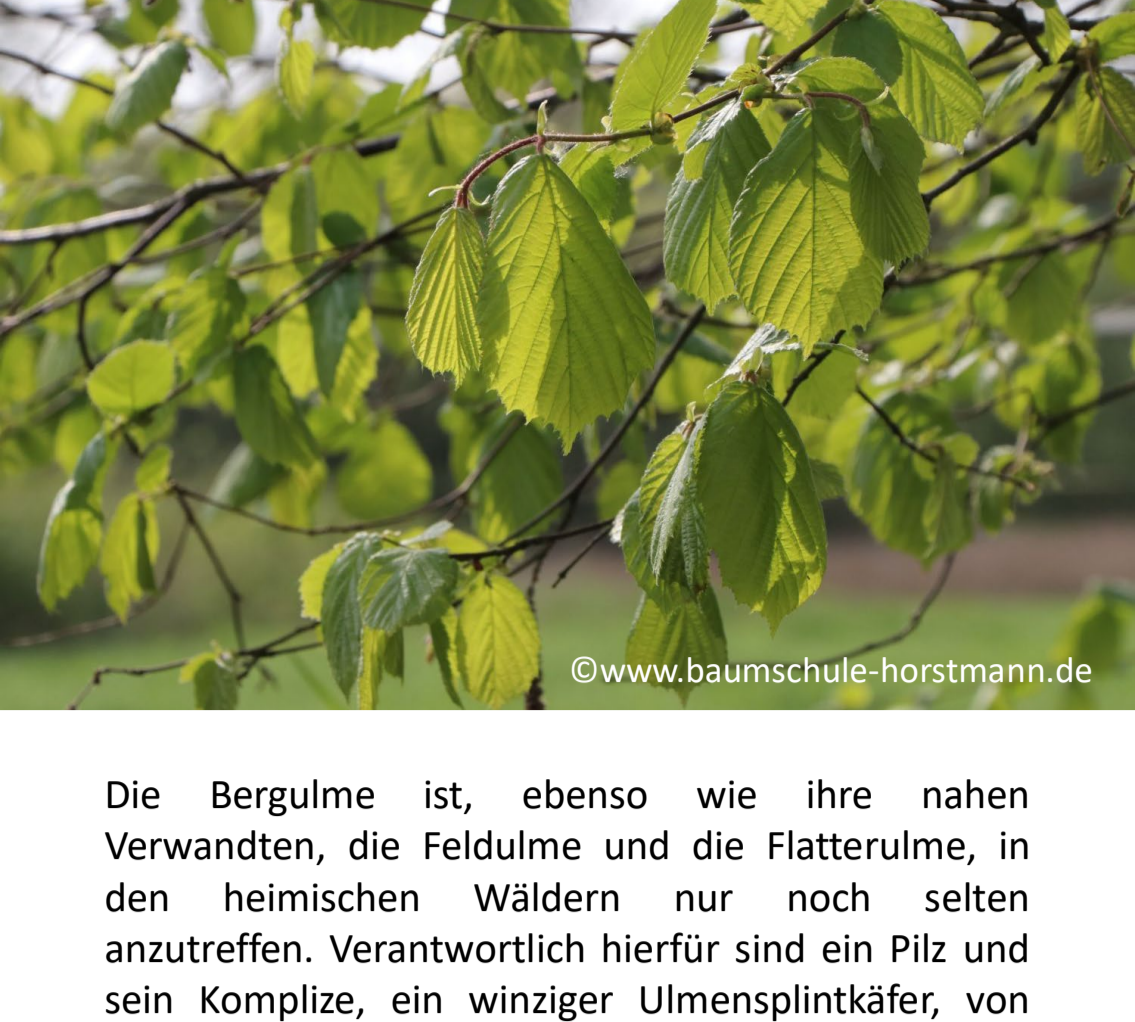 ©www.baumschule-horstmann.de
Die Bergulme ist, ebenso wie ihre nahen
Verwandten, die Feldulme und die Flatterulme, in
den heimischen Wäldern nur noch selten
anzutreffen. Verantwortlich hierfür sind ein Pilz und
sein Komplize, ein winziger Ulmensplintkäfer, von